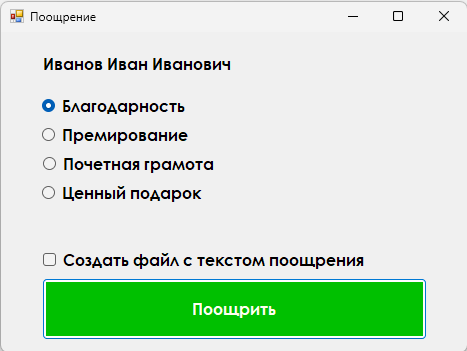 Поощрение
Иванов Иван Иванович
Благодарность
Премирование
Почетная грамота
Ценный подарок
Создать файл с текстом поощрения
Поощрить